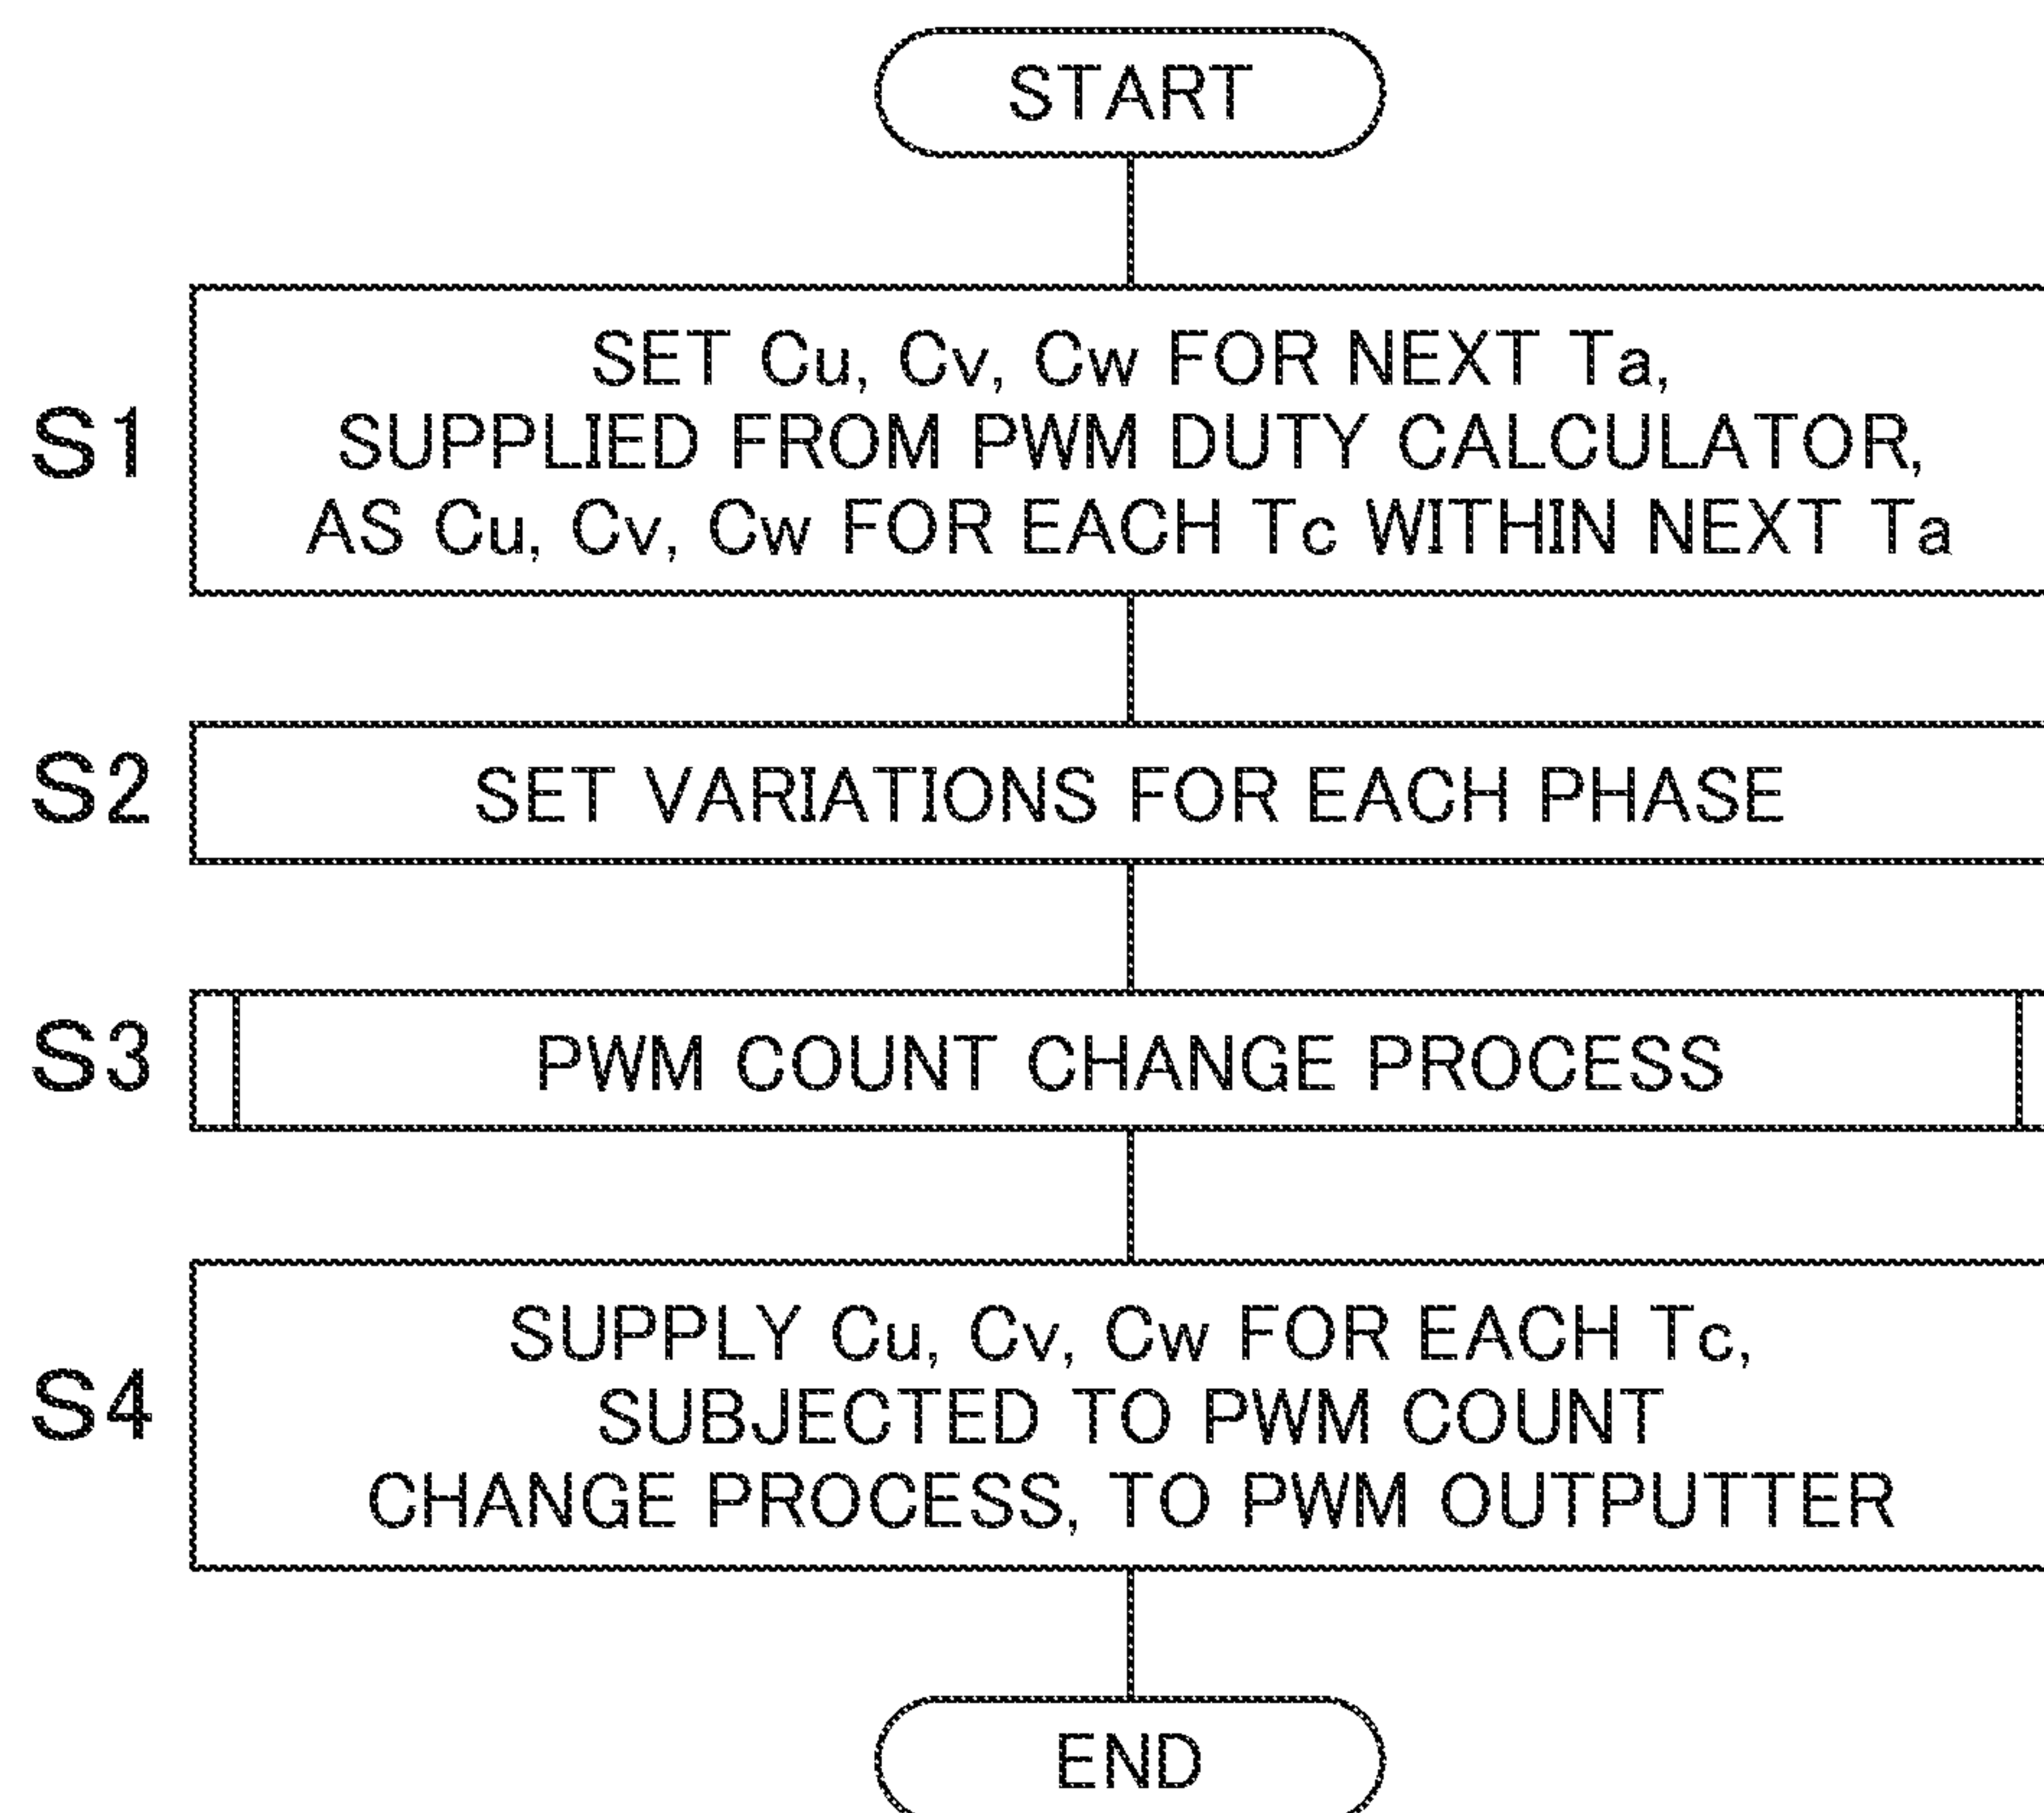 START
S1
SET Cu, Cv, Cw FOR NEXT Ta,
SUPPLIED FROM PWM DUTY CALCULATOR,
AS Cu, Cv, Cw FOR EACH Tc WITHIN NEXT Ta
S2
SET VARIATIONS FOR EACH PHASE
S3
PWM COUNT CHANGE PROCESS
S4
SUPPLY Cu, Cv, Cw FOR EACH Tc,
SUBJECTED TO PWM COUNT
CHANGE PROCESS, TO PWM OUTPUTTER
END